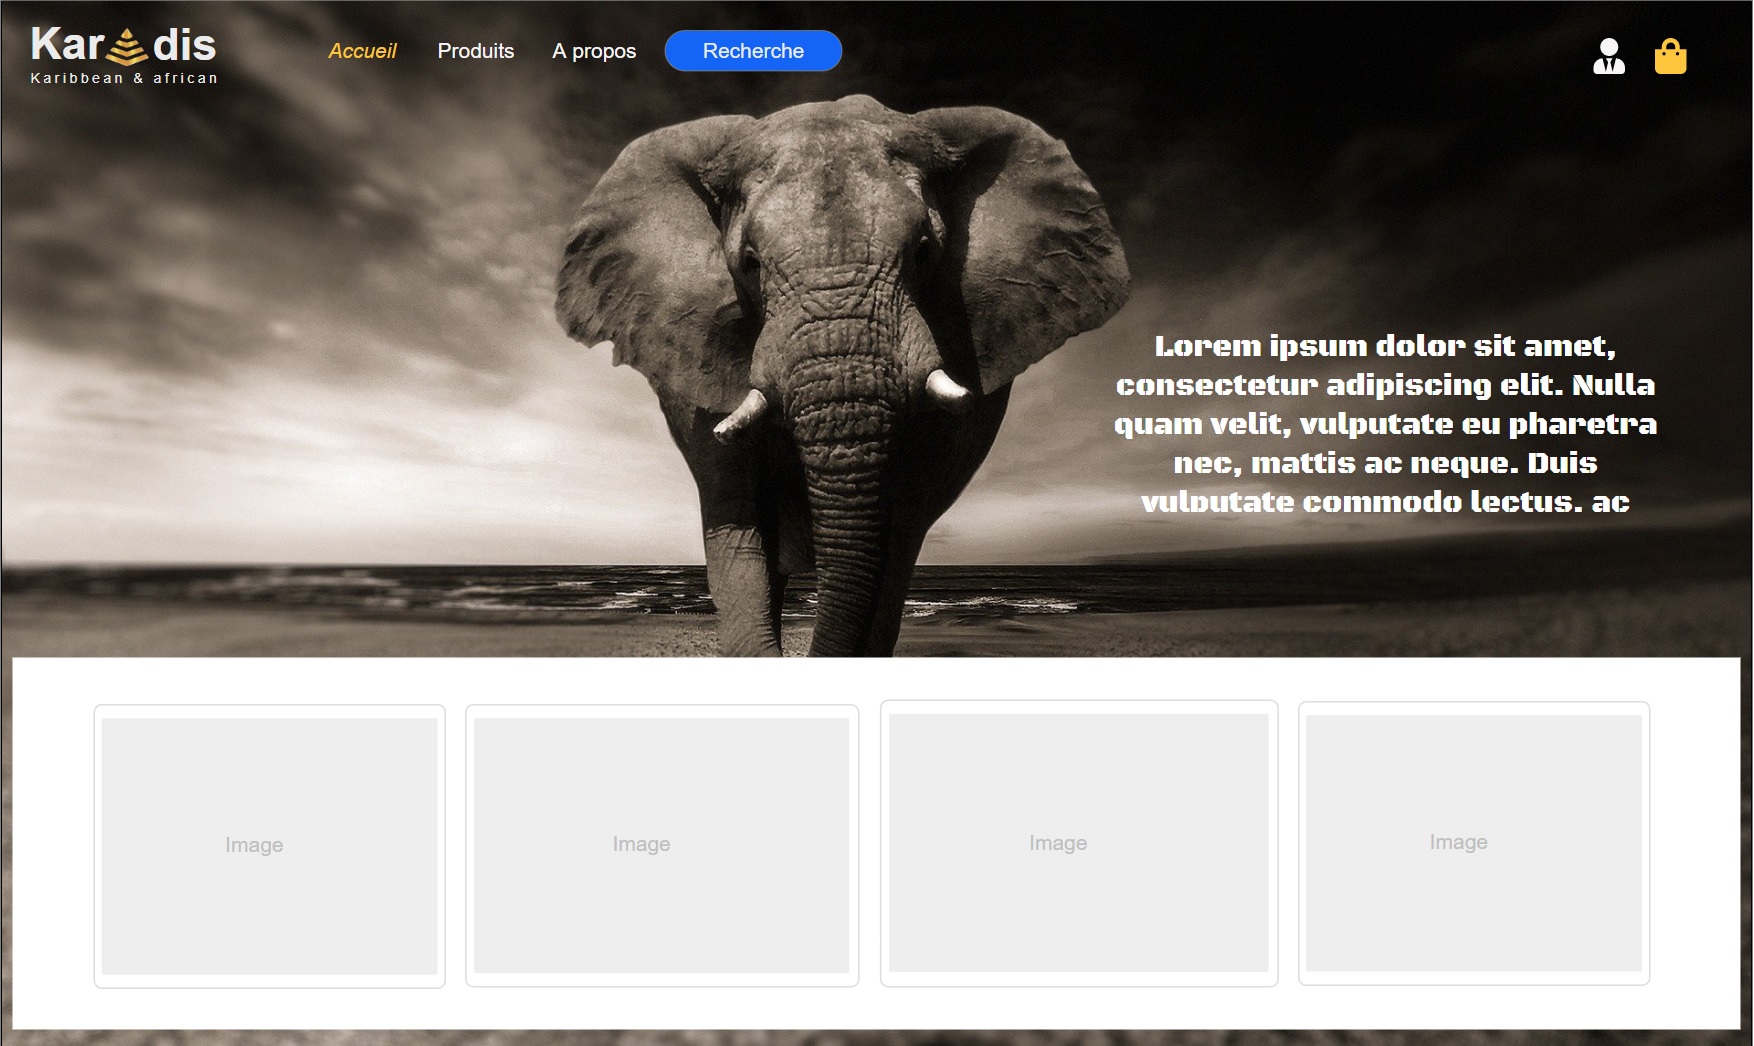 Kar dis
Karibbean & african
Accueil
Produits
A propos
Recherche
Lorem ipsum dolor sit amet,
consectetur adipiscing elit. Nulla
quam velit, vulputate eu pharetra
nec, mattis ac neque. Duis
vulputate commodo lectus. ac
Image
Image
Image
Image